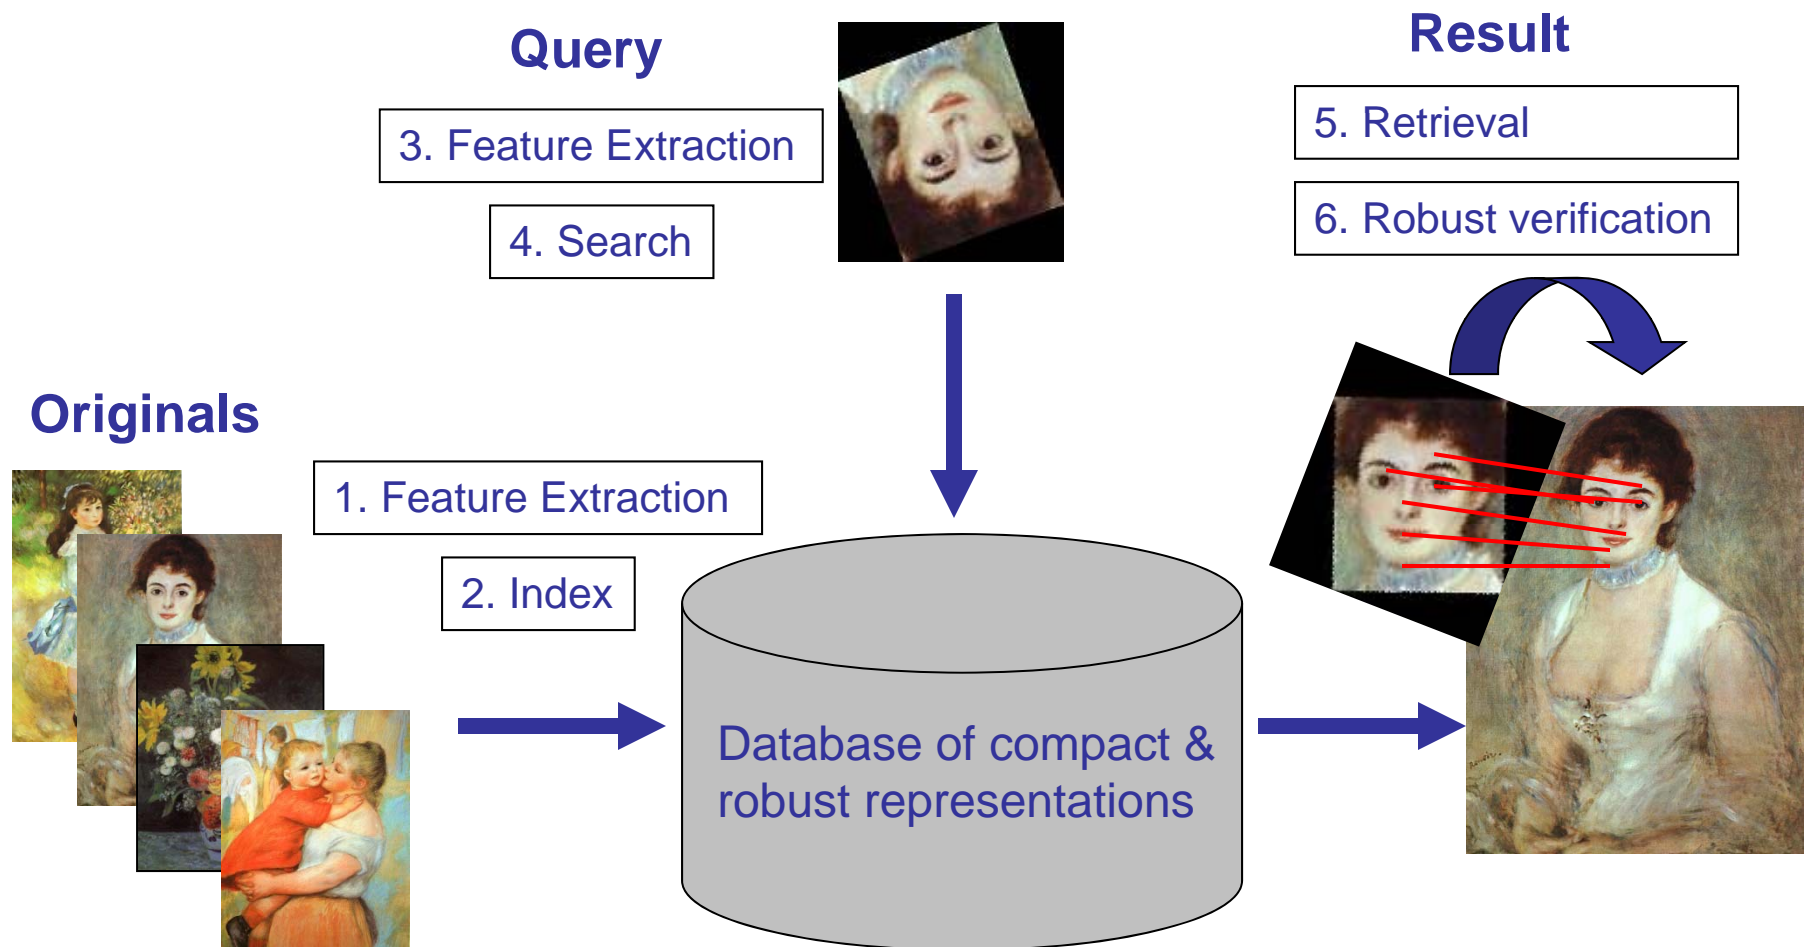 Query
3. Feature Extraction
4. Search
Result
5. Retrieval
6. Robust verification
Originals
1. Feature Extraction
2. Index
Database of compact &
robust representations